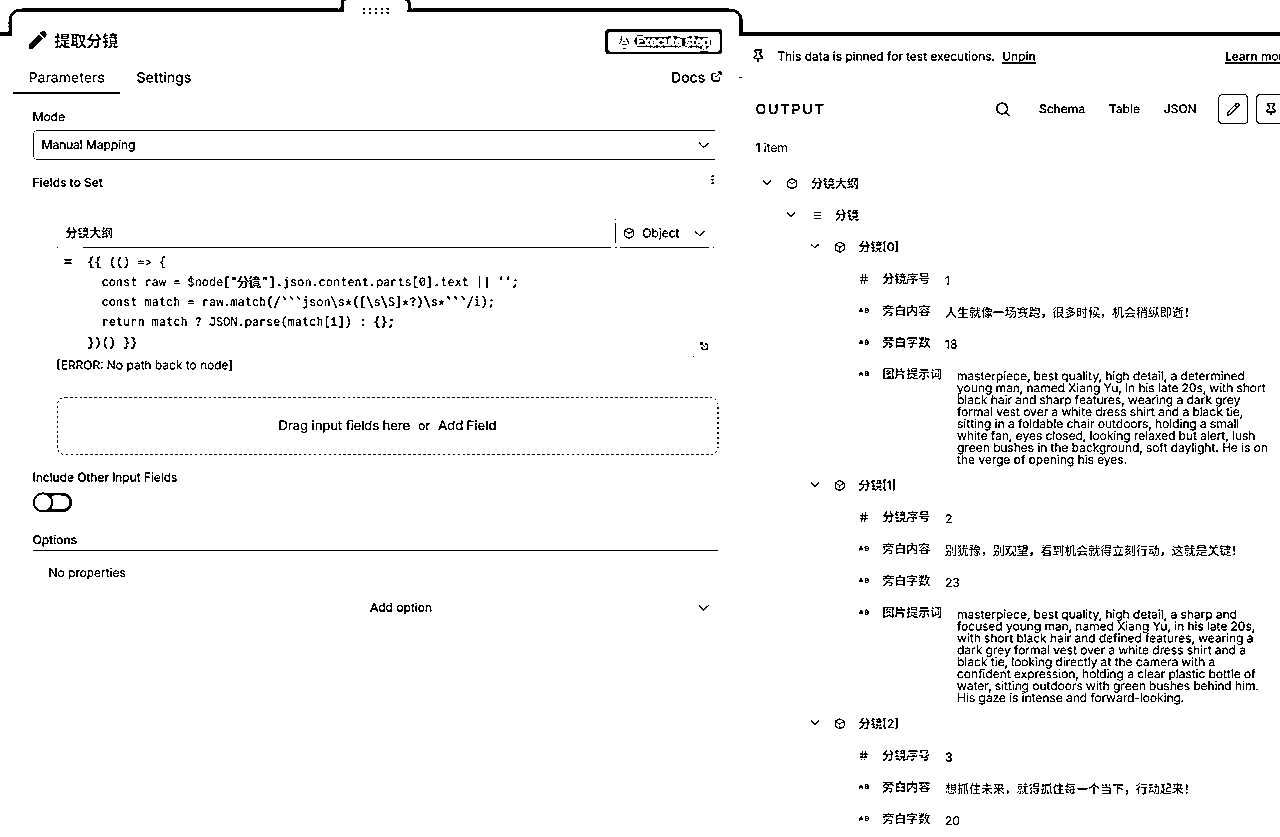 提取分镜
Execute step
Parameters
Settings
Docs
Mode
Manual Mapping
Fields to Set
分镜大纲
Object
= {{ (() => {
const raw = $node["分镜"].json.content.parts[0].text || '';
const match = raw.match(/```json\s*([\s\S]*?)\s*```/i);
return match ? JSON.parse(match[1]) : {};
})() }}
[ERROR: No path back to node]
Drag input fields here or Add Field
Include Other Input Fields
Options
No properties
Add option
This data is pinned for test executions. Unpin
Learn mo
OUTPUT
Schema
Table
JSON
1 item
分镜大纲
分镜
分镜[0]
# 分镜序号 1
AB 旁白内容 人生就像一场赛跑，很多时候，机会稍纵即逝！
AB 旁白字数 18
AB 图片提示词 masterpiece, best quality, high detail, a determined
young man, named Xiang Yu, in his late 20s, with short
black hair and sharp features, wearing a dark grey
formal vest over a white dress shirt and a black tie,
sitting in a foldable chair outdoors, holding a small
white fan, eyes closed, looking relaxed but alert, lush
green bushes in the background, soft daylight. He is on
the verge of opening his eyes.
分镜[1]
# 分镜序号 2
AB 旁白内容 别犹豫，别观望，看到机会就得立刻行动，这就是关键！
AB 旁白字数 23
AB 图片提示词 masterpiece, best quality, high detail, a sharp and
focused young man, named Xiang Yu, in his late 20s,
with short black hair and defined features, wearing a
dark grey formal vest over a white dress shirt and a
black tie, looking directly at the camera with a
confident expression, holding a clear plastic bottle of
water, sitting outdoors with green bushes behind him.
His gaze is intense and forward-looking.
分镜[2]
# 分镜序号 3
AB 旁白内容 想抓住未来，就得抓住每一个当下，行动起来！
AB 旁白字数 20